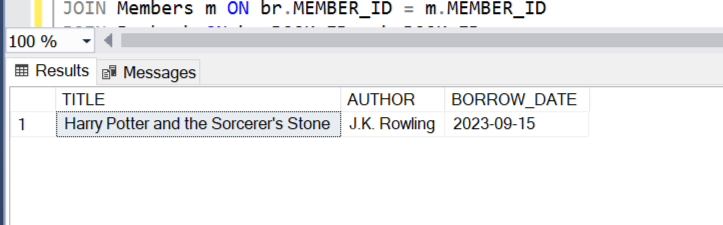 JOIN Members m ON br.MEMBER_ID = m.MEMBER_ID
100 %
Results Messages
TITLE AUTHOR BORROW_DATE
1 Harry Potter and the Sorcerer's Stone J.K. Rowling 2023-09-15